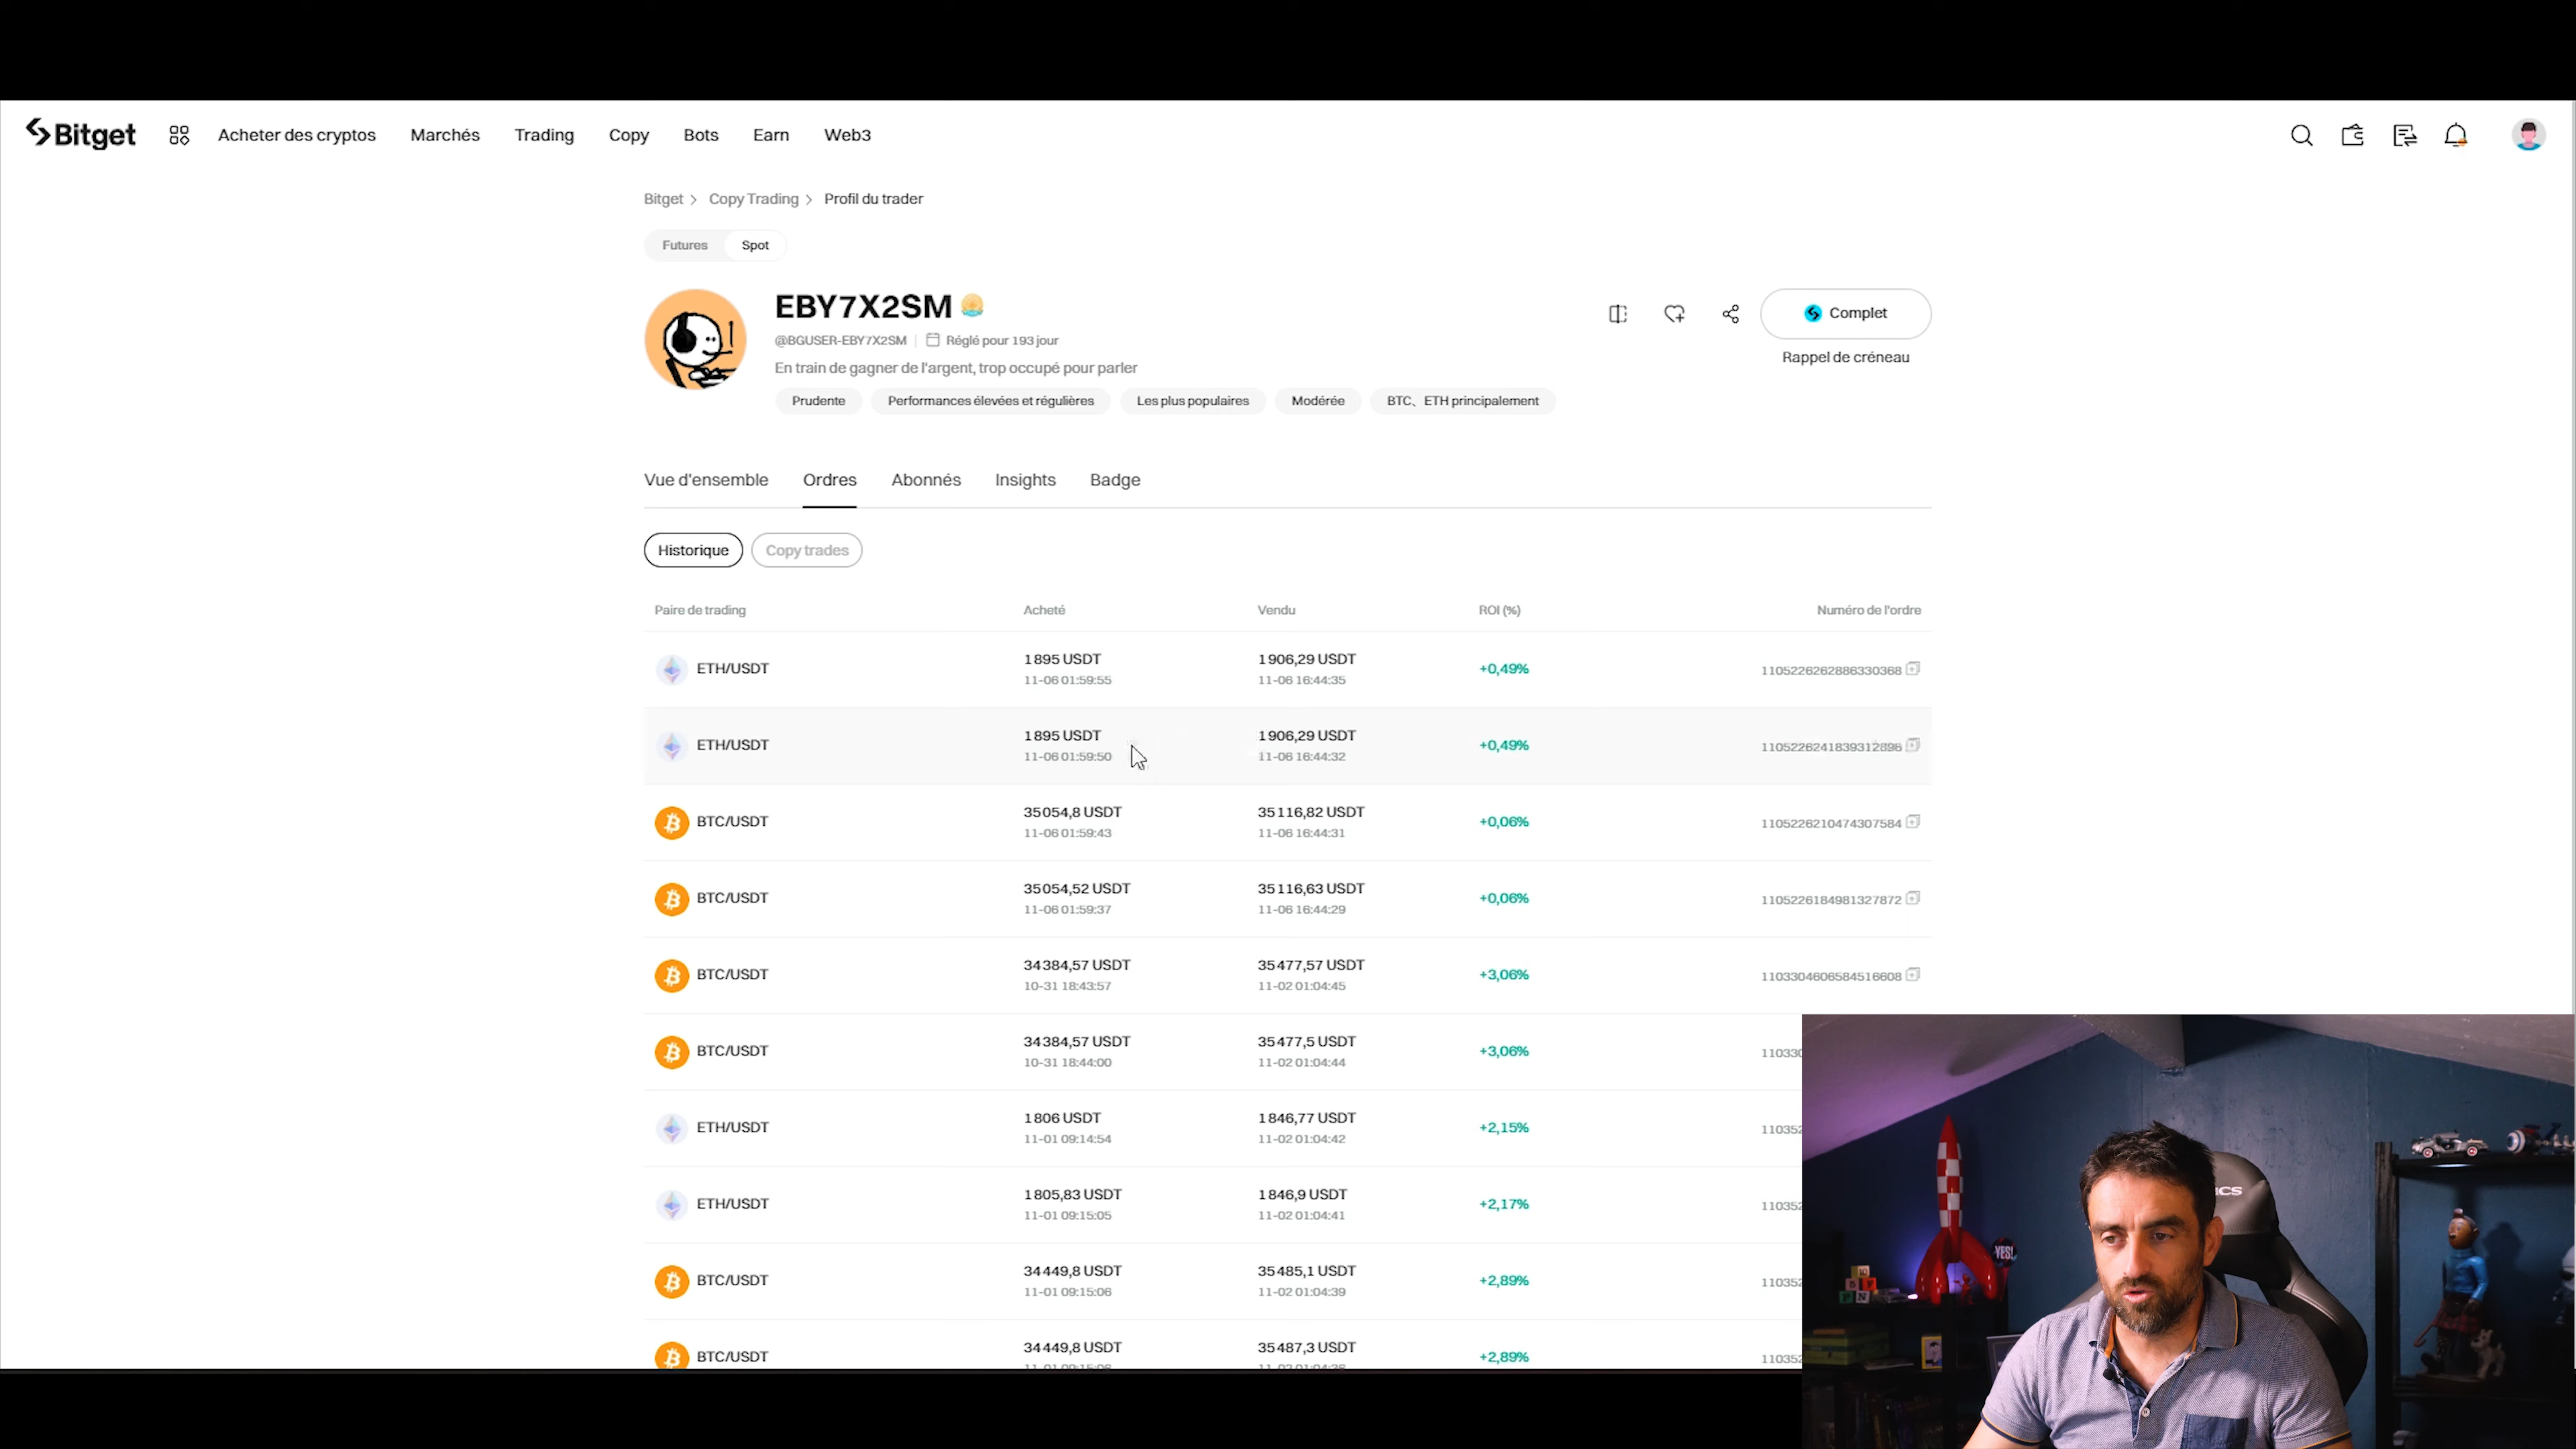 Bitget
Acheter des cryptos
Marchés
Trading
Copy
Bots
Earn
Web3
Bitget > Copy Trading > Profil du trader
Futures
Spot
EBY7X2SM
@BGUSER-EBY7X2SM
Réglé pour 193 jour
En train de gagner de l'argent, trop occupé pour parler
Prudente
Performances élevées et régulières
Les plus populaires
Modérée
BTC、ETH principalement
Complet
Rappel de créneau
Vue d'ensemble
Ordres
Abonnés
Insights
Badge
Historique
Copy trades
Paire de trading
Acheté
Vendu
ROI (%)
Numéro de l'ordre
ETH/USDT
1 895 USDT
11-06 01:59:55
1 906,29 USDT
11-06 16:44:35
+0,49%
1105226262886330368
ETH/USDT
1 895 USDT
11-06 01:59:50
1 906,29 USDT
11-06 16:44:32
+0,49%
1105226241839312896
BTC/USDT
35 054,8 USDT
11-06 01:59:43
35 116,82 USDT
11-06 16:44:31
+0,06%
1105226210474307584
BTC/USDT
35 054,52 USDT
11-06 01:59:37
35 116,63 USDT
11-06 16:44:29
+0,06%
1105226184981327872
BTC/USDT
34 384,57 USDT
10-31 18:43:57
35 477,57 USDT
11-02 01:04:45
+3,06%
1103304606584516608
BTC/USDT
34 384,57 USDT
10-31 18:44:00
35 477,5 USDT
11-02 01:04:44
+3,06%
110330
ETH/USDT
1 806 USDT
11-01 09:14:54
1 846,77 USDT
11-02 01:04:42
+2,15%
110352
ETH/USDT
1 805,83 USDT
11-01 09:15:05
1 846,9 USDT
11-02 01:04:41
+2,17%
110352
BTC/USDT
34 449,8 USDT
11-01 09:15:06
35 485,1 USDT
11-02 01:04:39
+2,89%
110352
BTC/USDT
34 449,8 USDT
35 487,3 USDT
+2,89%
110352
YES!